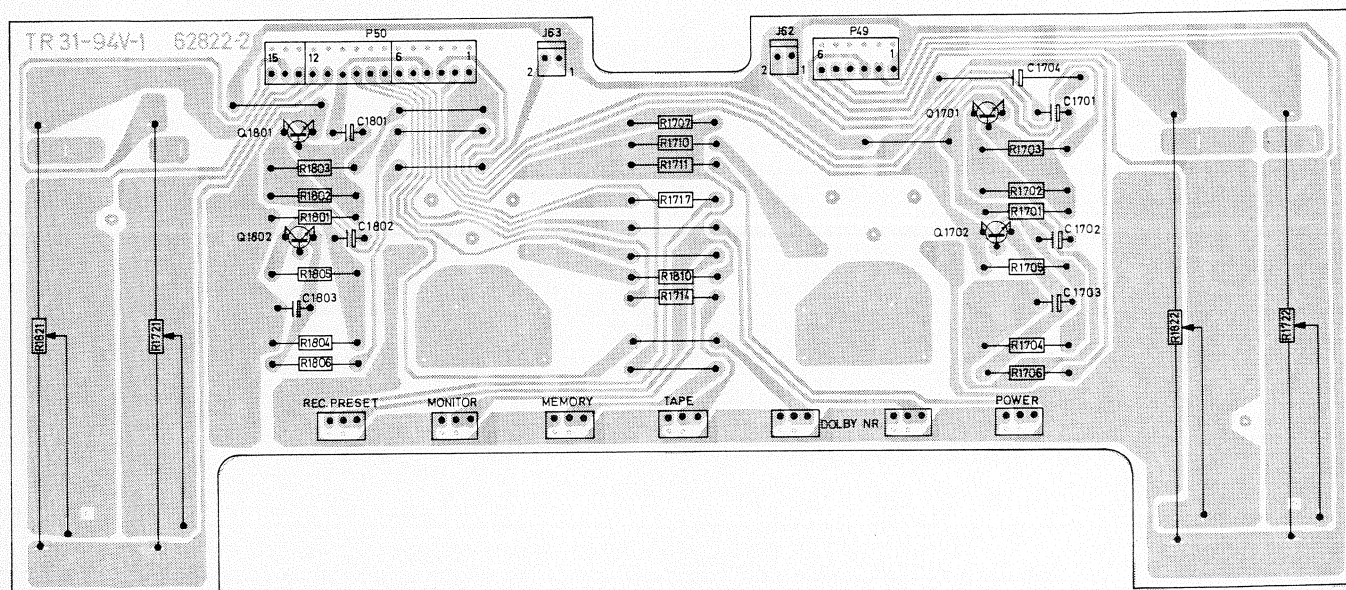 TR 31-94V-1 62822-2
P50
15 12 6 1
J63
2 1
J62
2 1
P49
6 1
C1704
Q1801
C1801
Q1701
C1701
R1707
R1710
R1703
R1803
R1711
R1802
R1717
R1702
R1801
R1701
Q1802
C1802
Q1702
C1702
R1805
R1810
R1705
R1714
C1803
C1703
R1821
R1721
R1822
R1722
R1804
R1704
R1806
R1706
REC. PRESET
MONITOR
MEMORY
TAPE
DOLBY NR
POWER